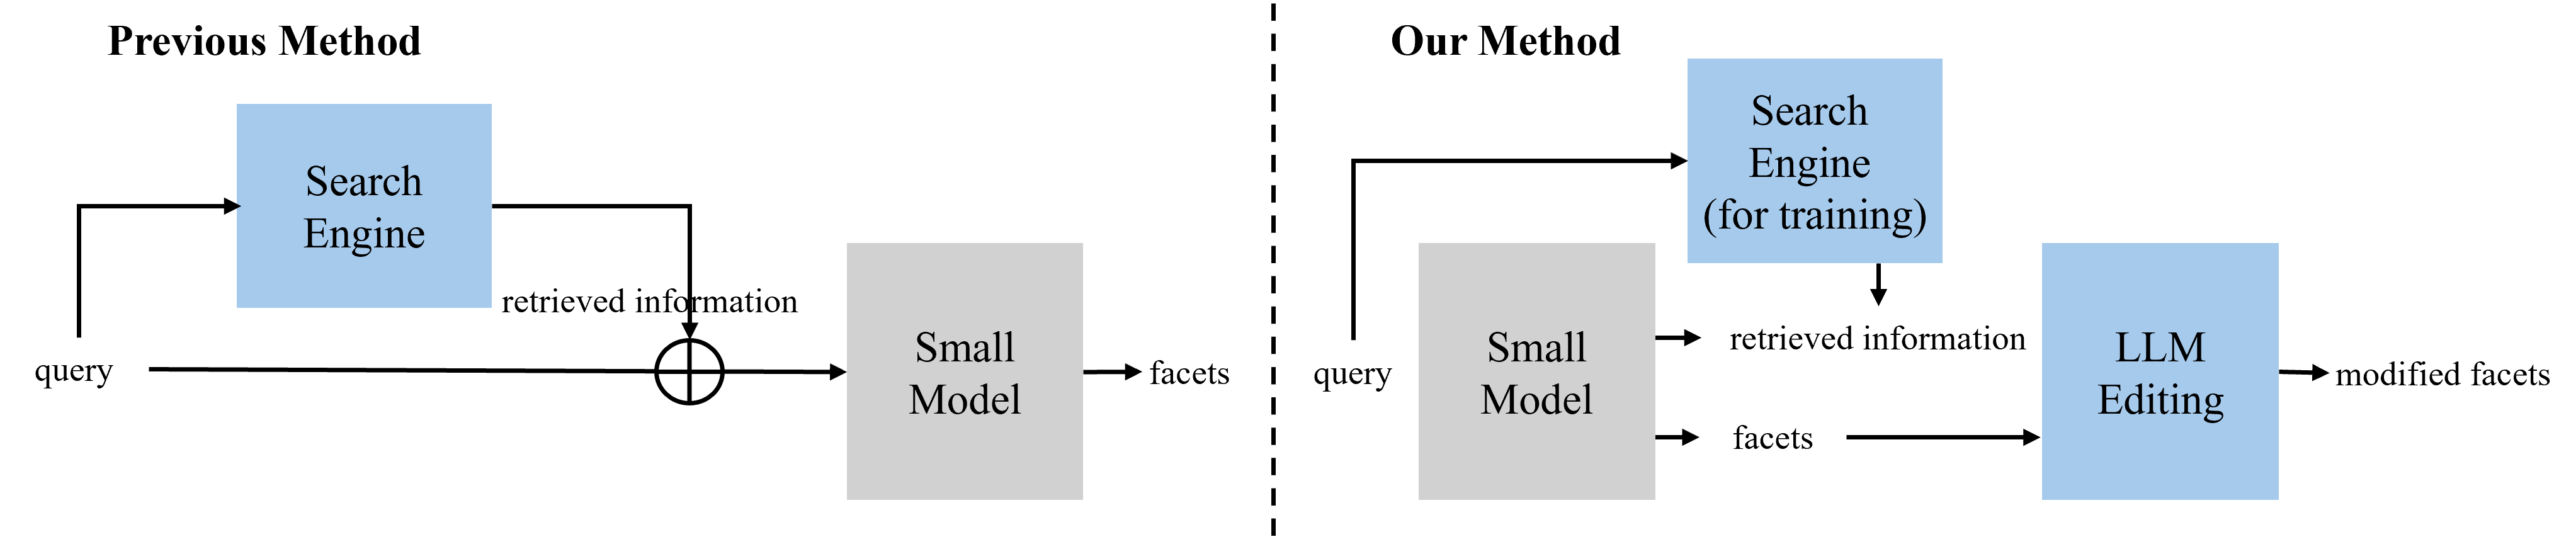 Previous Method
Search
Engine
retrieved information
query
Small
Model
facets
Our Method
Search
Engine
(for training)
query
Small
Model
retrieved information
facets
LLM
Editing
modified facets